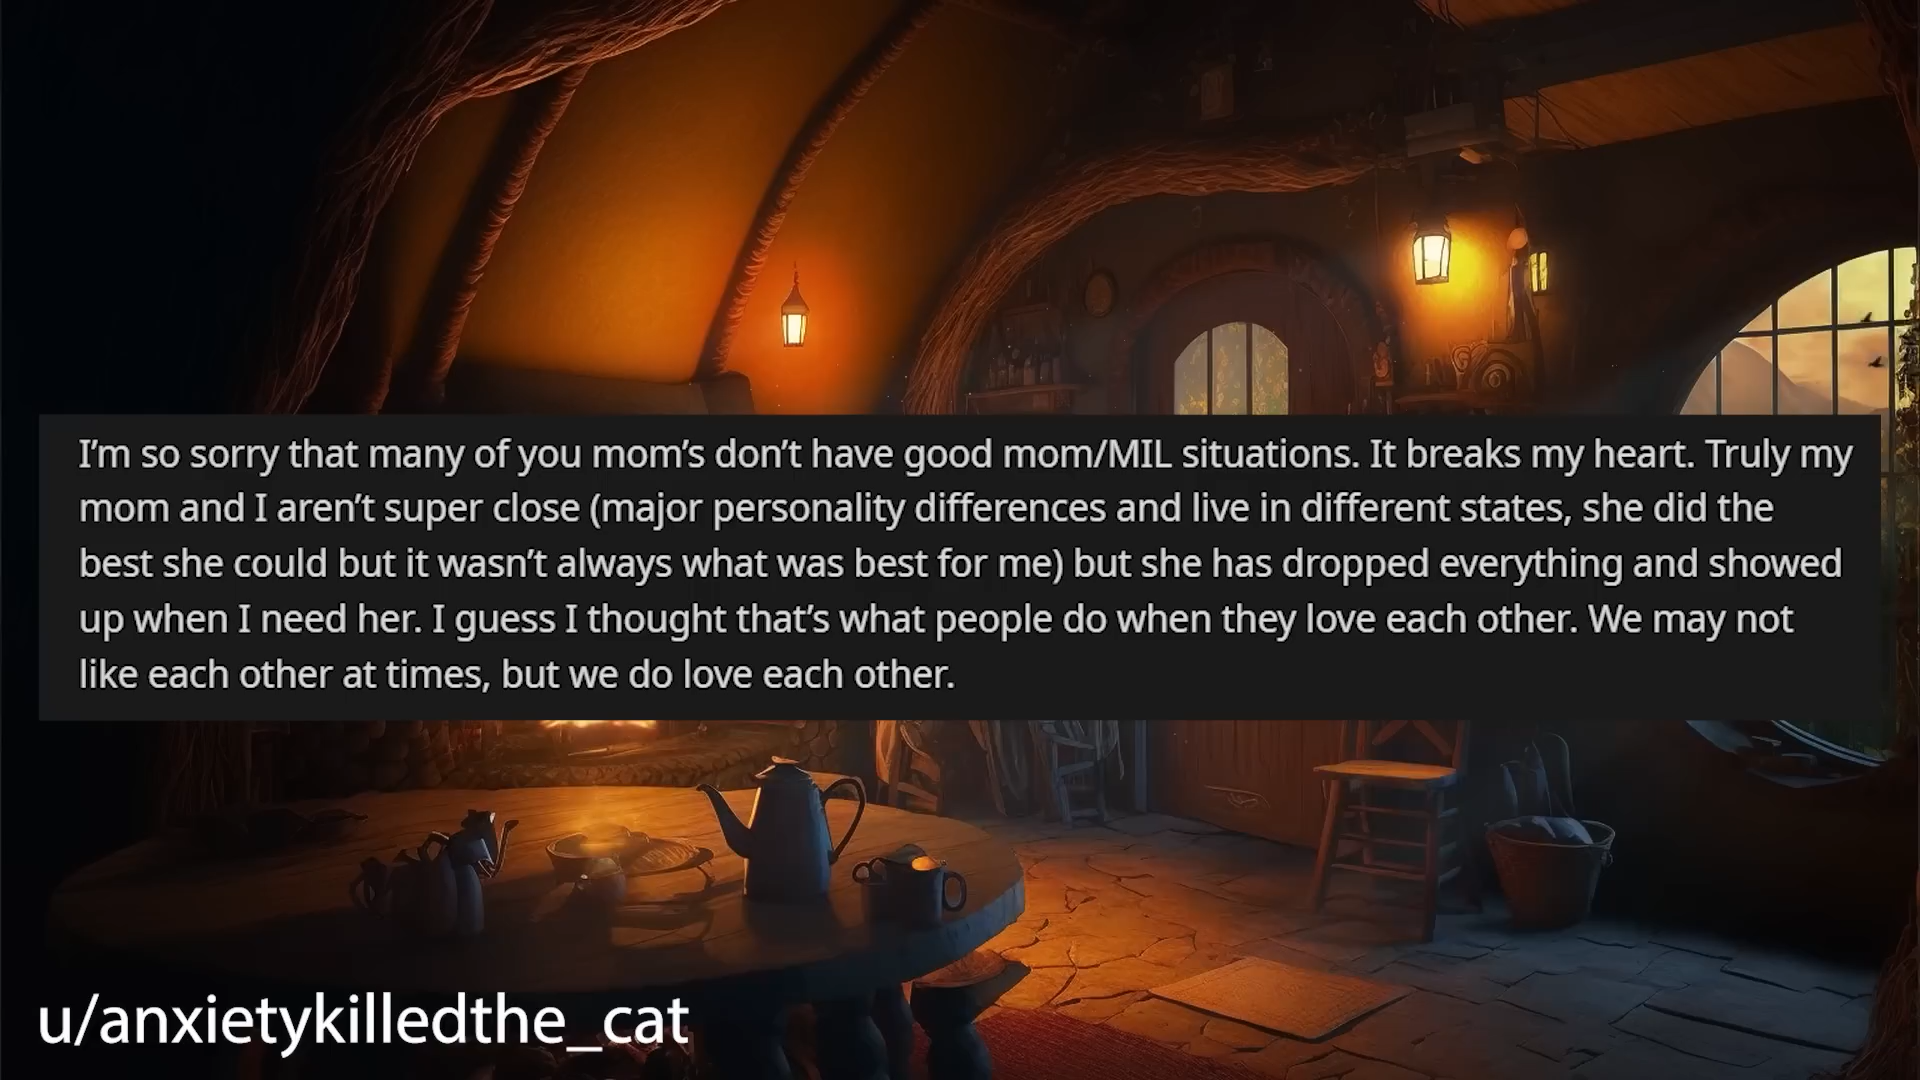 I’m so sorry that many of you mom’s don’t have good mom/MIL situations. It breaks my heart. Truly my
mom and I aren’t super close (major personality differences and live in different states, she did the
best she could but it wasn’t always what was best for me) but she has dropped everything and showed
up when I need her. I guess I thought that’s what people do when they love each other. We may not
like each other at times, but we do love each other.
u/anxietykilledthe_cat